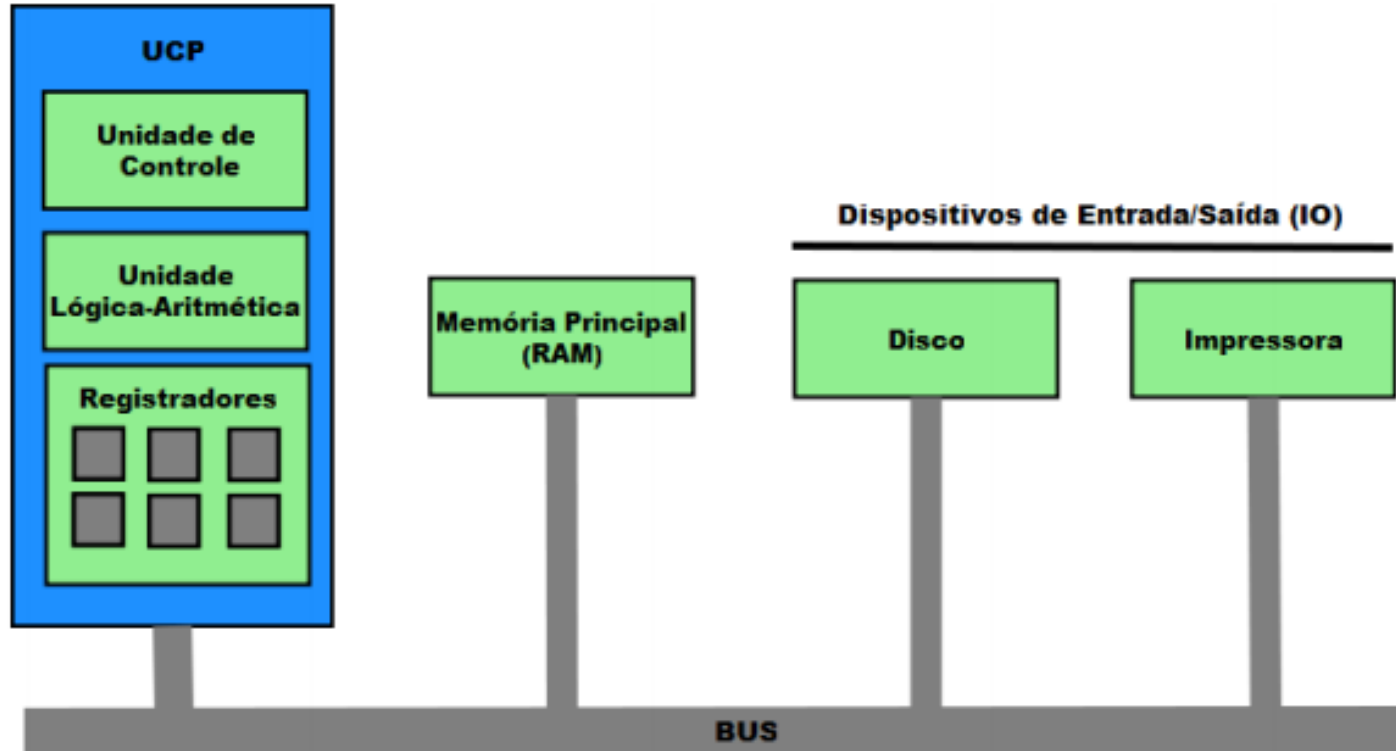 UCP
Unidade de
Controle
Unidade
Lógica-Aritmética
Registradores
Memória Principal
(RAM)
Dispositivos de Entrada/Saída (IO)
Disco
Impressora
BUS